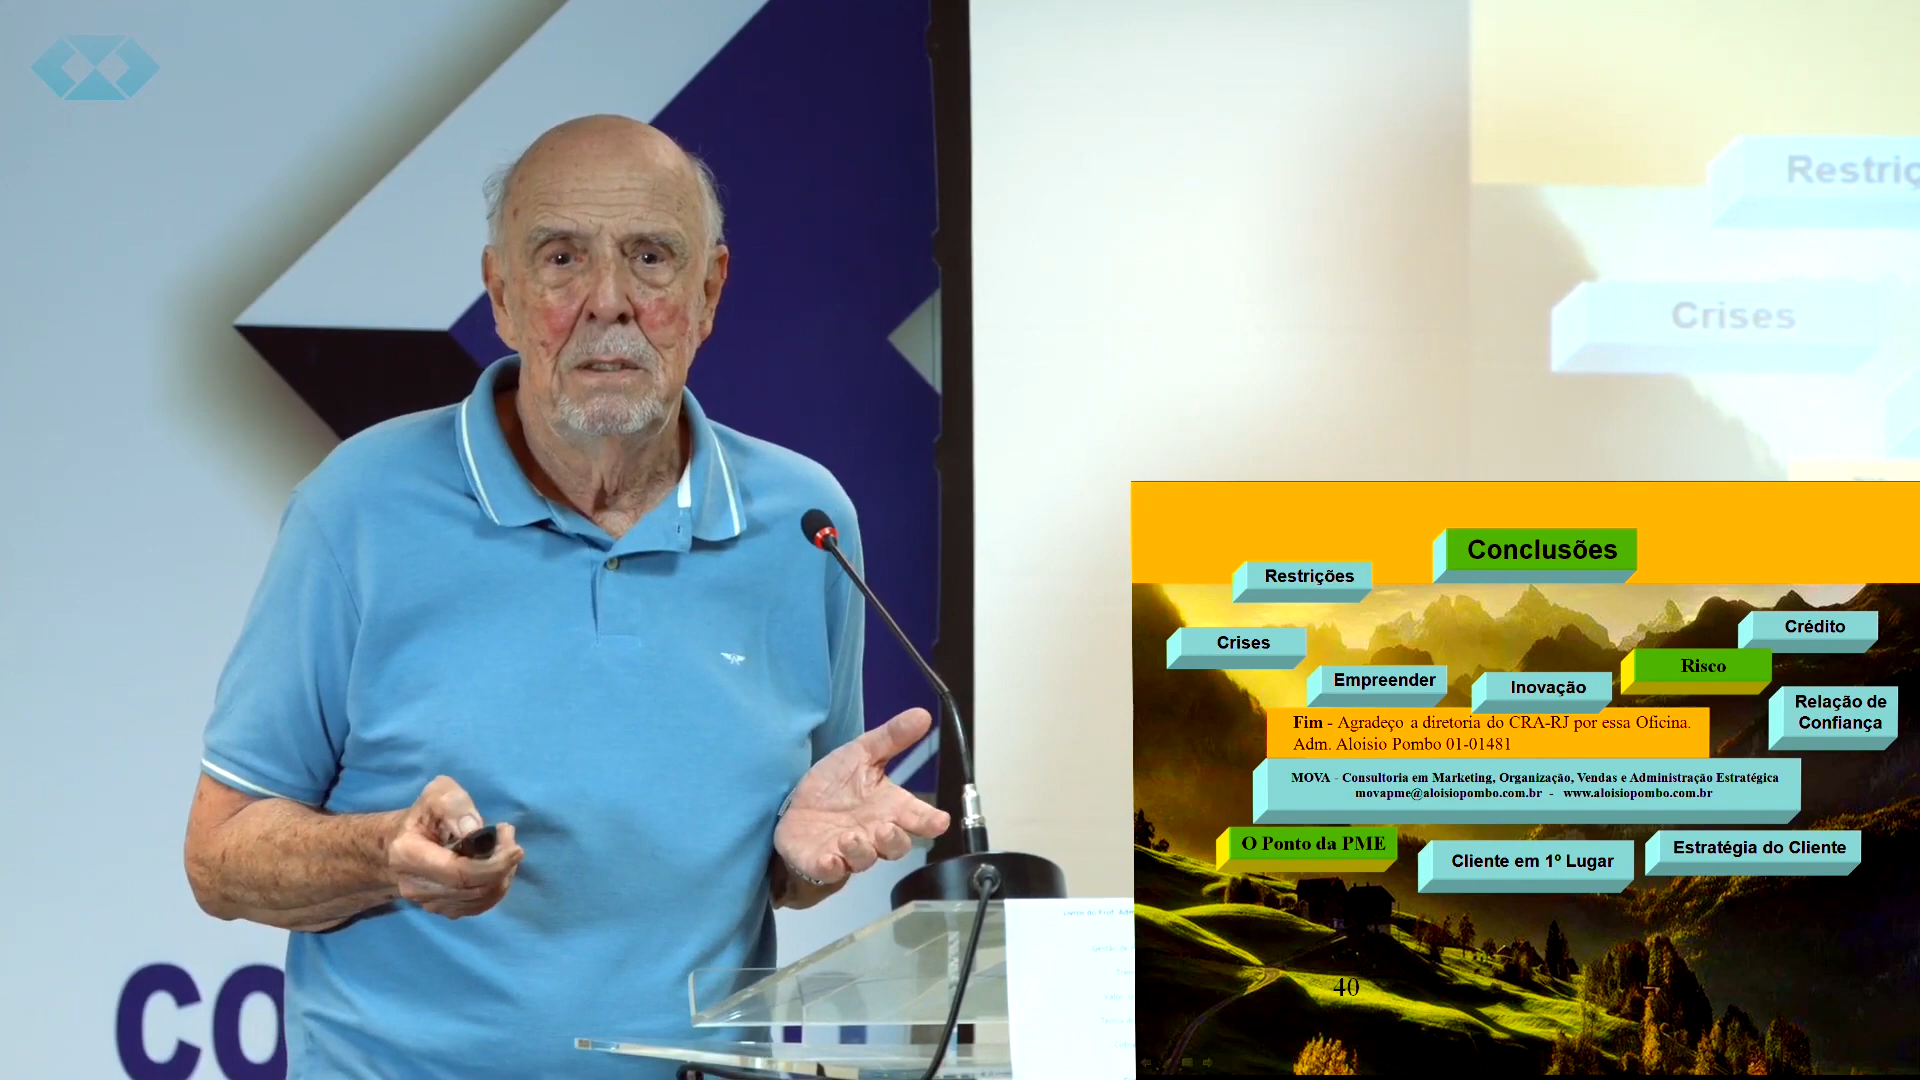 Restriç
Crises
Conclusões
Restrições
Crises
Crédito
Risco
Empreender
Inovação
Relação de
Confiança
Fim - Agradeço a diretoria do CRA-RJ por essa Oficina.
Adm. Aloisio Pombo 01-01481
MOVA - Consultoria em Marketing, Organização, Vendas e Administração Estratégica
movapme@aloisiopombo.com.br - www.aloisiopombo.com.br
O Ponto da PME
Cliente em 1º Lugar
Estratégia do Cliente
40
CO